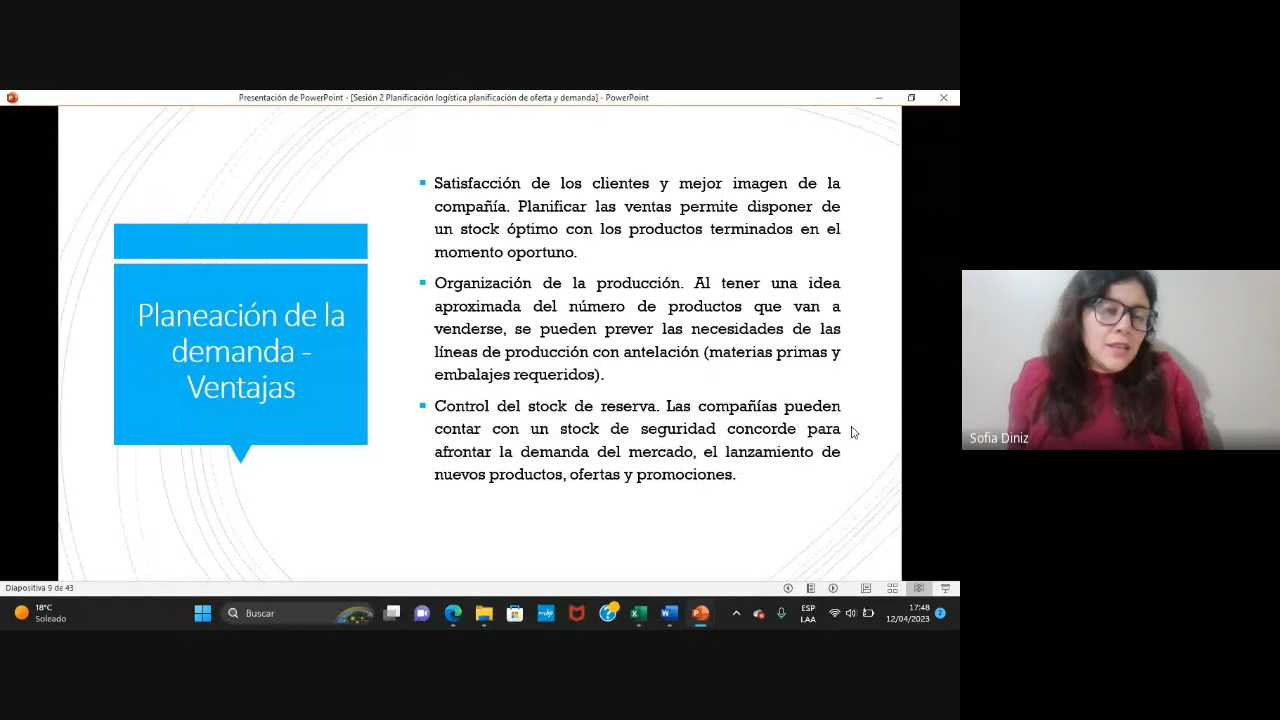 Presentación de PowerPoint - [Sesión 2 Planificación logística planificación de oferta y demanda] - PowerPoint
Planeación de la
demanda -
Ventajas
Satisfacción de los clientes y mejor imagen de la
compañía. Planificar las ventas permite disponer de
un stock óptimo con los productos terminados en el
momento oportuno.
Organización de la producción. Al tener una idea
aproximada del número de productos que van a
venderse, se pueden prever las necesidades de las
líneas de producción con antelación (materias primas y
embalajes requeridos).
Control del stock de reserva. Las compañías pueden
contar con un stock de seguridad concorde para
afrontar la demanda del mercado, el lanzamiento de
nuevos productos, ofertas y promociones.
Sofia Diniz
Diapositiva 9 de 43
18°C
Soleado
Buscar
ESP
LAA
17:48
12/04/2023
2